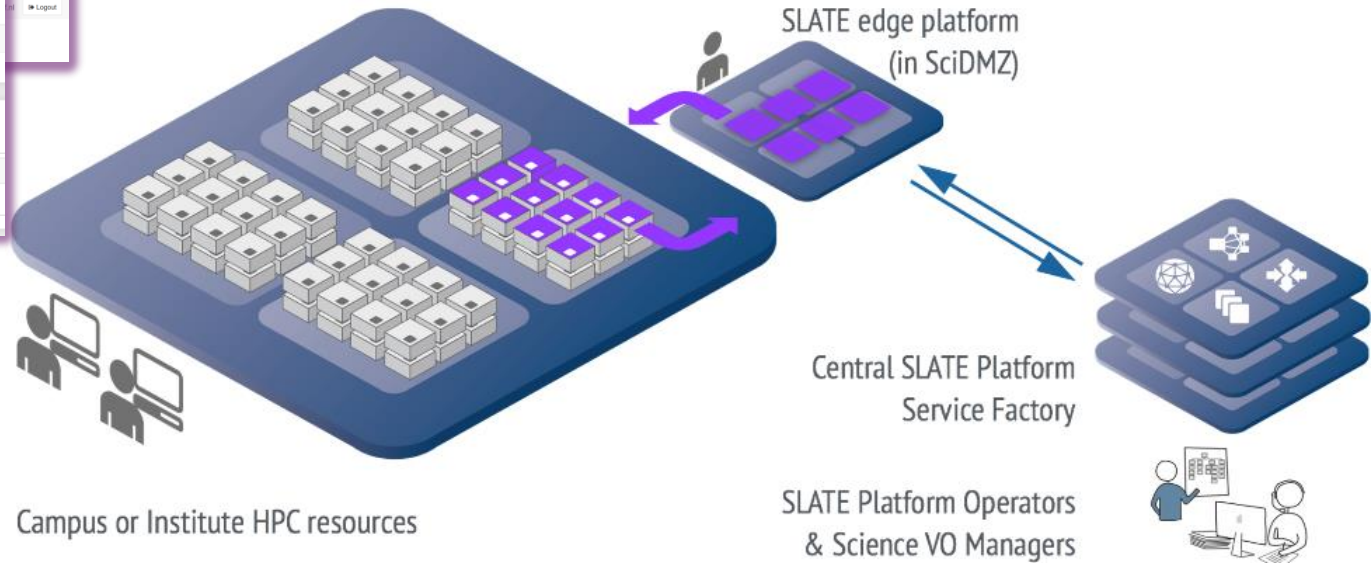 Logout
SLATE edge platform
(in SciDMZ)
Central SLATE Platform
Service Factory
Campus or Institute HPC resources
SLATE Platform Operators
& Science VO Managers